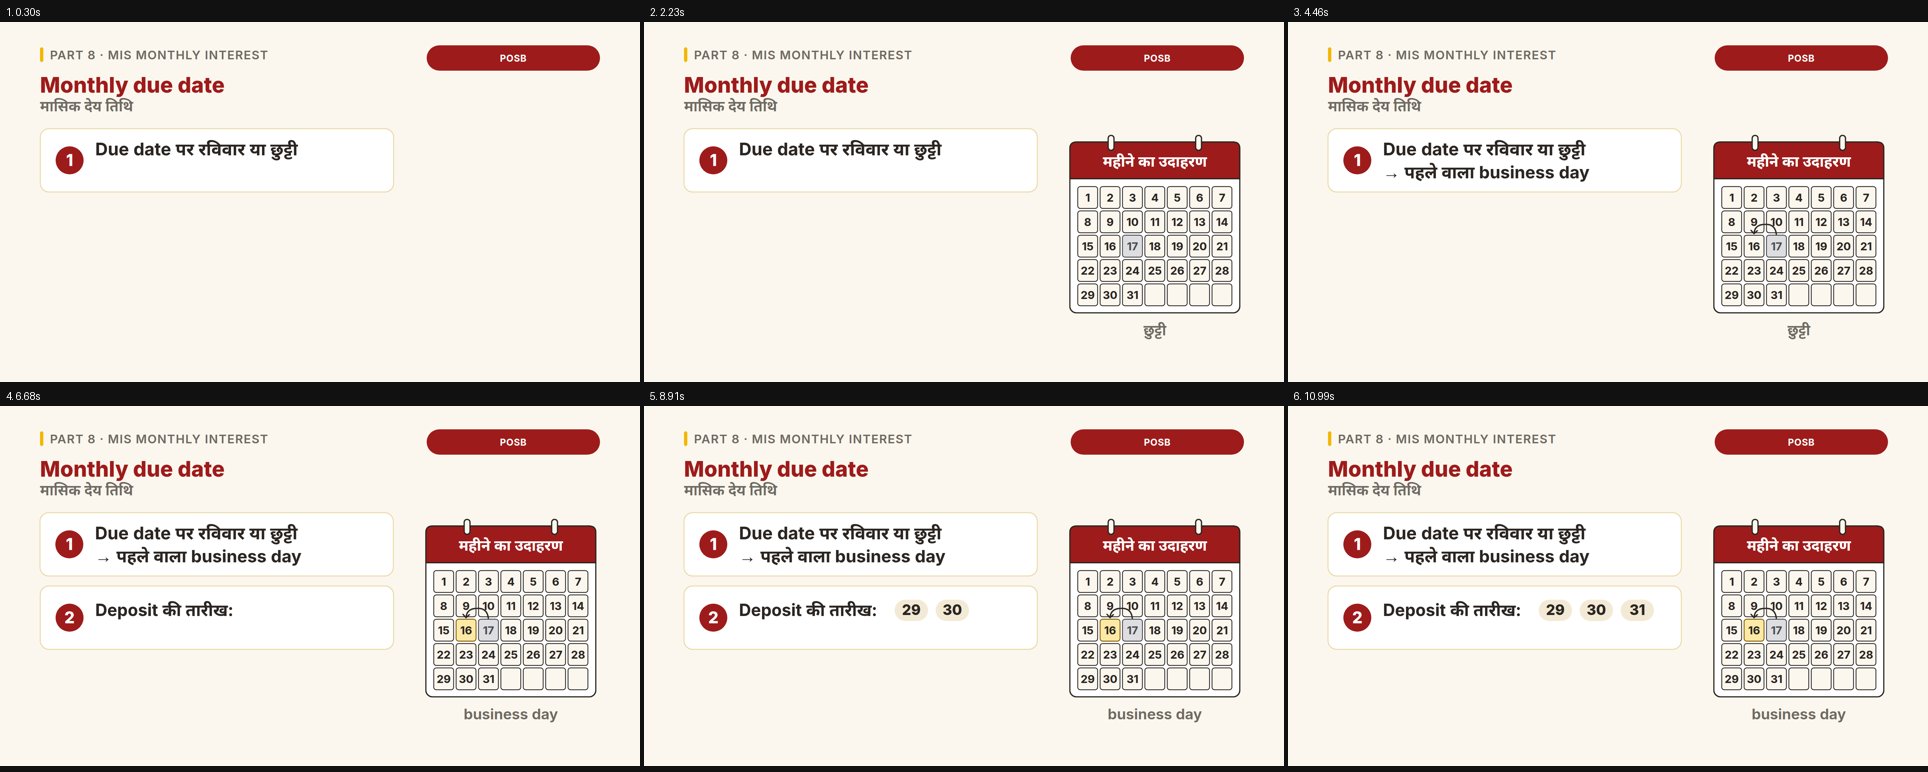 1. 0.30s
PART 8 · MIS MONTHLY INTEREST
POSB
Monthly due date
मासिक देय तिथि
1 Due date पर रविवार या छुट्टी
2. 2.23s
PART 8 · MIS MONTHLY INTEREST
POSB
Monthly due date
मासिक देय तिथि
1 Due date पर रविवार या छुट्टी
महीने का उदाहरण
1 2 3 4 5 6 7
8 9 10 11 12 13 14
15 16 17 18 19 20 21
22 23 24 25 26 27 28
29 30 31
छुट्टी
3. 4.46s
PART 8 · MIS MONTHLY INTEREST
POSB
Monthly due date
मासिक देय तिथि
1 Due date पर रविवार या छुट्टी
→ पहले वाला business day
महीने का उदाहरण
1 2 3 4 5 6 7
8 9 10 11 12 13 14
15 16 17 18 19 20 21
22 23 24 25 26 27 28
29 30 31
छुट्टी
4. 6.68s
PART 8 · MIS MONTHLY INTEREST
POSB
Monthly due date
मासिक देय तिथि
1 Due date पर रविवार या छुट्टी
→ पहले वाला business day
2 Deposit की तारीख:
महीने का उदाहरण
1 2 3 4 5 6 7
8 9 10 11 12 13 14
15 16 17 18 19 20 21
22 23 24 25 26 27 28
29 30 31
business day
5. 8.91s
PART 8 · MIS MONTHLY INTEREST
POSB
Monthly due date
मासिक देय तिथि
1 Due date पर रविवार या छुट्टी
→ पहले वाला business day
2 Deposit की तारीख: 29 30
महीने का उदाहरण
1 2 3 4 5 6 7
8 9 10 11 12 13 14
15 16 17 18 19 20 21
22 23 24 25 26 27 28
29 30 31
business day
6. 10.99s
PART 8 · MIS MONTHLY INTEREST
POSB
Monthly due date
मासिक देय तिथि
1 Due date पर रविवार या छुट्टी
→ पहले वाला business day
2 Deposit की तारीख: 29 30 31
महीने का उदाहरण
1 2 3 4 5 6 7
8 9 10 11 12 13 14
15 16 17 18 19 20 21
22 23 24 25 26 27 28
29 30 31
business day